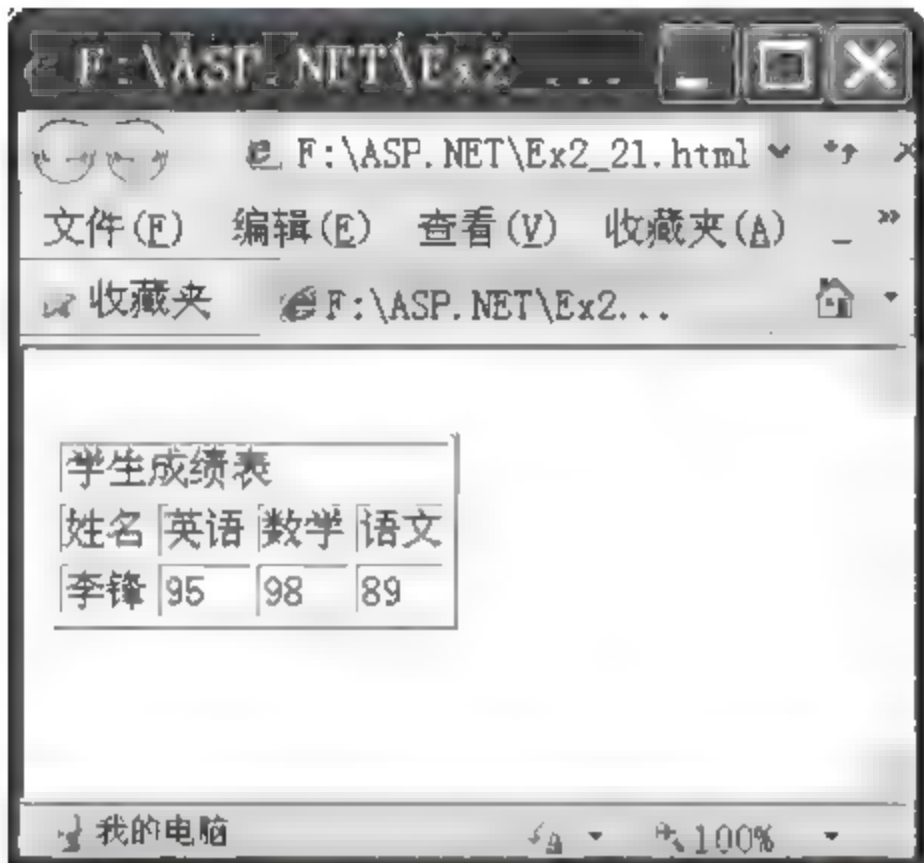 F:\ASP.NET\Ex2_...
F:\ASP.NET\Ex2_21.html
文件(F) 编辑(E) 查看(V) 收藏夹(A)
收藏夹 F:\ASP.NET\Ex2...
学生成绩表
姓名 英语 数学 语文
李锋 95 98 89
我的电脑 100%